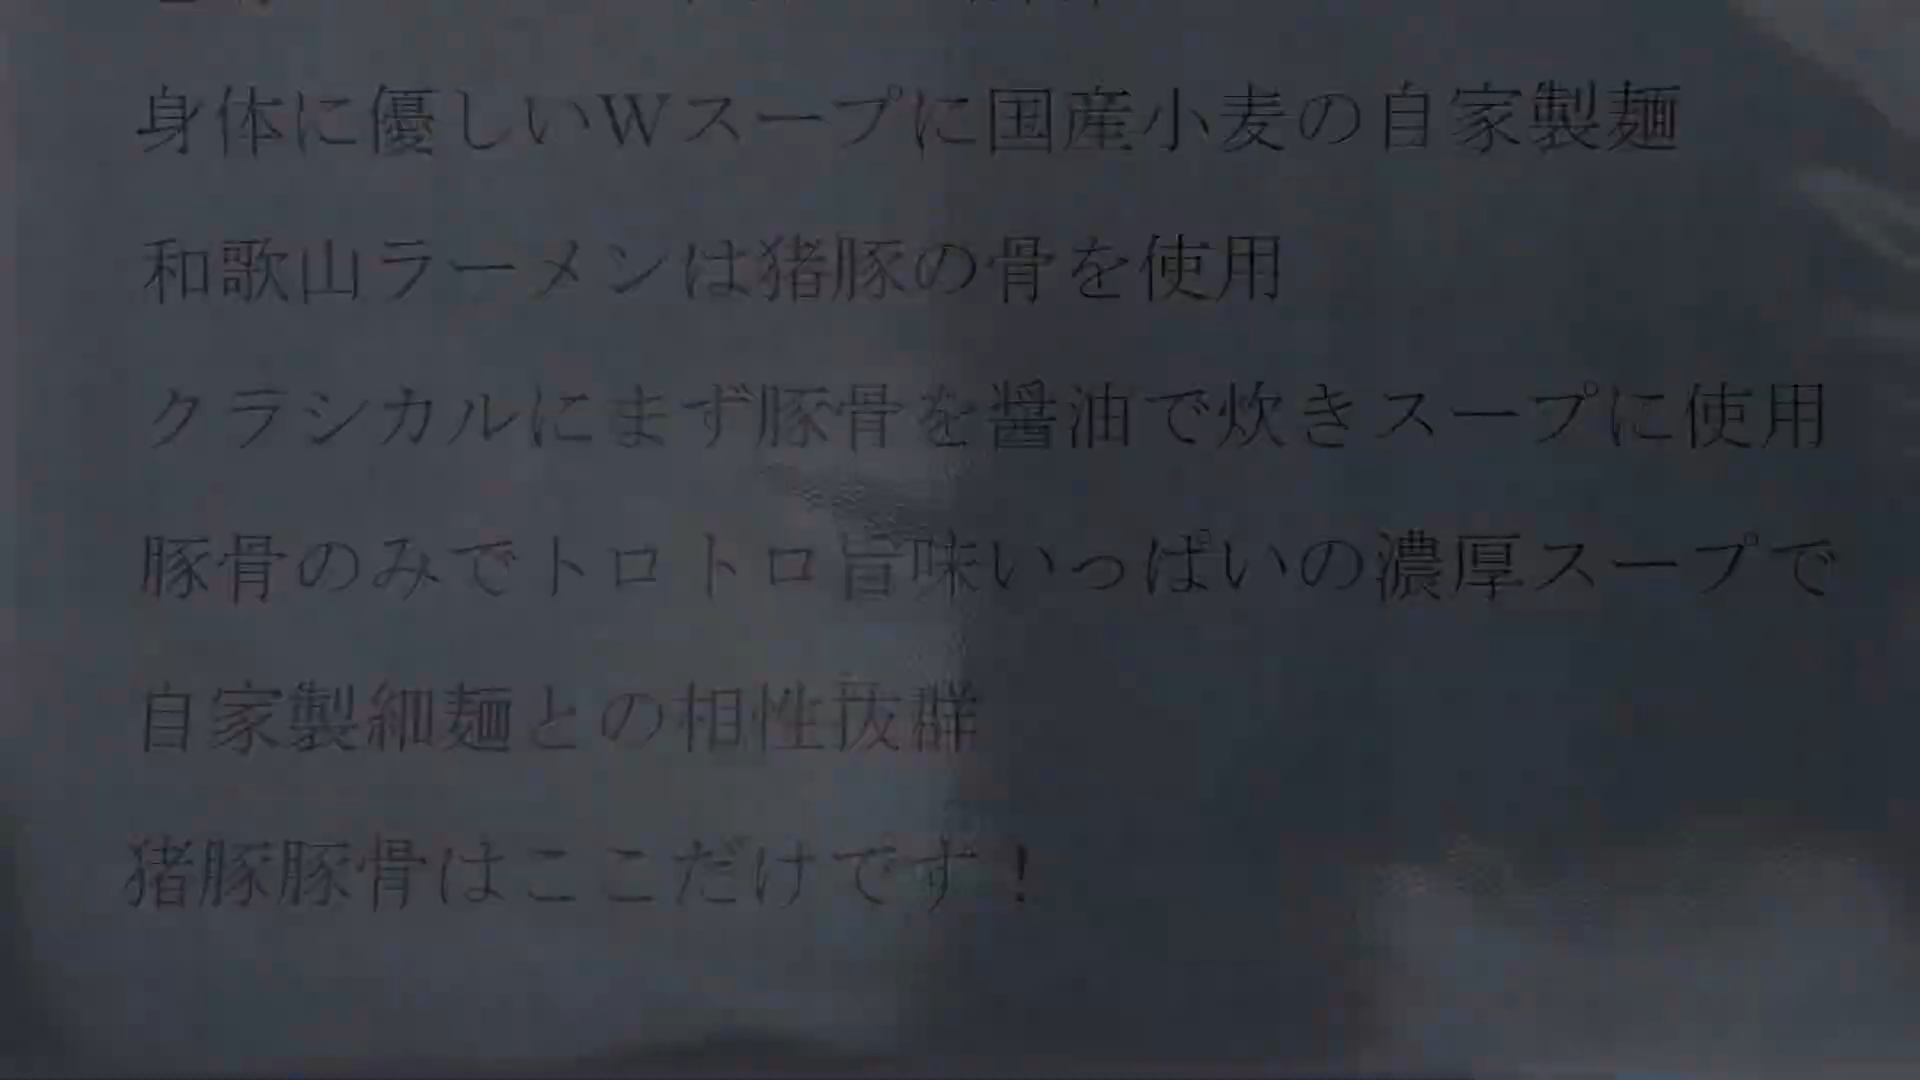 身体に優しいWスープに国産小麦の自家製麺
和歌山ラーメンは猪豚の骨を使用
クラシカルにまず豚骨を醤油で炊きスープに使用
豚骨のみでトロトロ旨味いっぱいの濃厚スープで
自家製細麺との相性抜群
猪豚豚骨はここだけです!